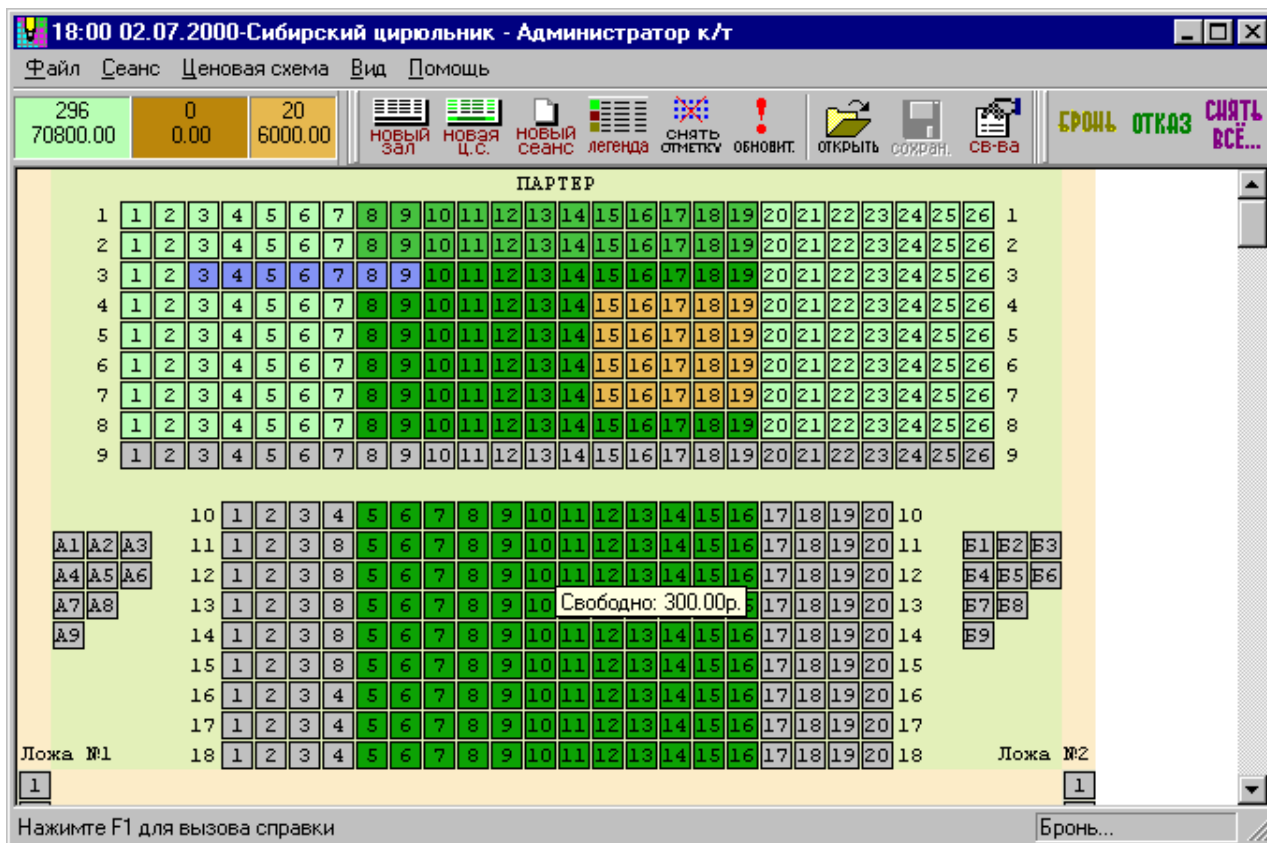 18:00 02.07.2000-Сибирский цирюльник - Администратор к/т
Файл Сеанс Ценовая схема Вид Помощь
296 0 20
70800.00 0.00 6000.00
новый зал новая ц.с. новый сеанс легенда снять отметку обновит. открыть сохран. св-ва БРОНЬ ОТКАЗ СНЯТЬ ВСЁ...
ПАРТЕР
1 1 2 3 4 5 6 7 8 9 10 11 12 13 14 15 16 17 18 19 20 21 22 23 24 25 26 1
2 1 2 3 4 5 6 7 8 9 10 11 12 13 14 15 16 17 18 19 20 21 22 23 24 25 26 2
3 1 2 3 4 5 6 7 8 9 10 11 12 13 14 15 16 17 18 19 20 21 22 23 24 25 26 3
4 1 2 3 4 5 6 7 8 9 10 11 12 13 14 15 16 17 18 19 20 21 22 23 24 25 26 4
5 1 2 3 4 5 6 7 8 9 10 11 12 13 14 15 16 17 18 19 20 21 22 23 24 25 26 5
6 1 2 3 4 5 6 7 8 9 10 11 12 13 14 15 16 17 18 19 20 21 22 23 24 25 26 6
7 1 2 3 4 5 6 7 8 9 10 11 12 13 14 15 16 17 18 19 20 21 22 23 24 25 26 7
8 1 2 3 4 5 6 7 8 9 10 11 12 13 14 15 16 17 18 19 20 21 22 23 24 25 26 8
9 1 2 3 4 5 6 7 8 9 10 11 12 13 14 15 16 17 18 19 20 21 22 23 24 25 26 9
10 1 2 3 4 5 6 7 8 9 10 11 12 13 14 15 16 17 18 19 20 10
А1 А2 А3 11 1 2 3 8 5 6 7 8 9 10 11 12 13 14 15 16 17 18 19 20 11 Б1 Б2 Б3
А4 А5 А6 12 1 2 3 8 5 6 7 8 9 10 11 12 13 14 15 16 17 18 19 20 12 Б4 Б5 Б6
А7 А8 13 1 2 3 8 5 6 7 8 9 10 Свободно: 300.00р. 17 18 19 20 13 Б7 Б8
А9 14 1 2 3 8 5 6 7 8 9 10 11 12 13 14 15 16 17 18 19 20 14 Б9
15 1 2 3 8 5 6 7 8 9 10 11 12 13 14 15 16 17 18 19 20 15
16 1 2 3 4 5 6 7 8 9 10 11 12 13 14 15 16 17 18 19 20 16
17 1 2 3 4 5 6 7 8 9 10 11 12 13 14 15 16 17 18 19 20 17
Ложа №1 18 1 2 3 4 5 6 7 8 9 10 11 12 13 14 15 16 17 18 19 20 18 Ложа №2
1 1
Нажмите F1 для вызова справки Бронь...